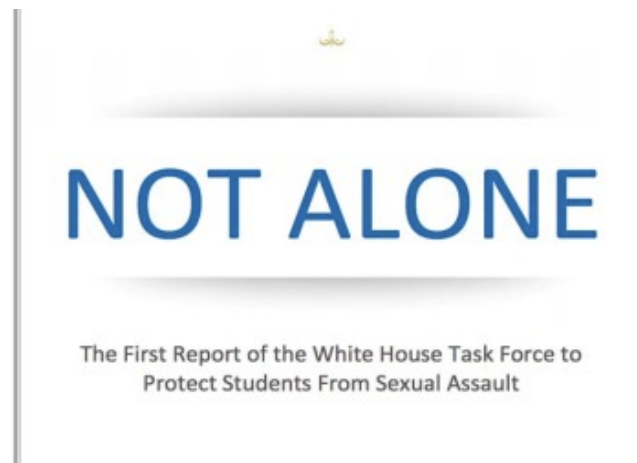 NOT ALONE
The First Report of the White House Task Force to
Protect Students From Sexual Assault